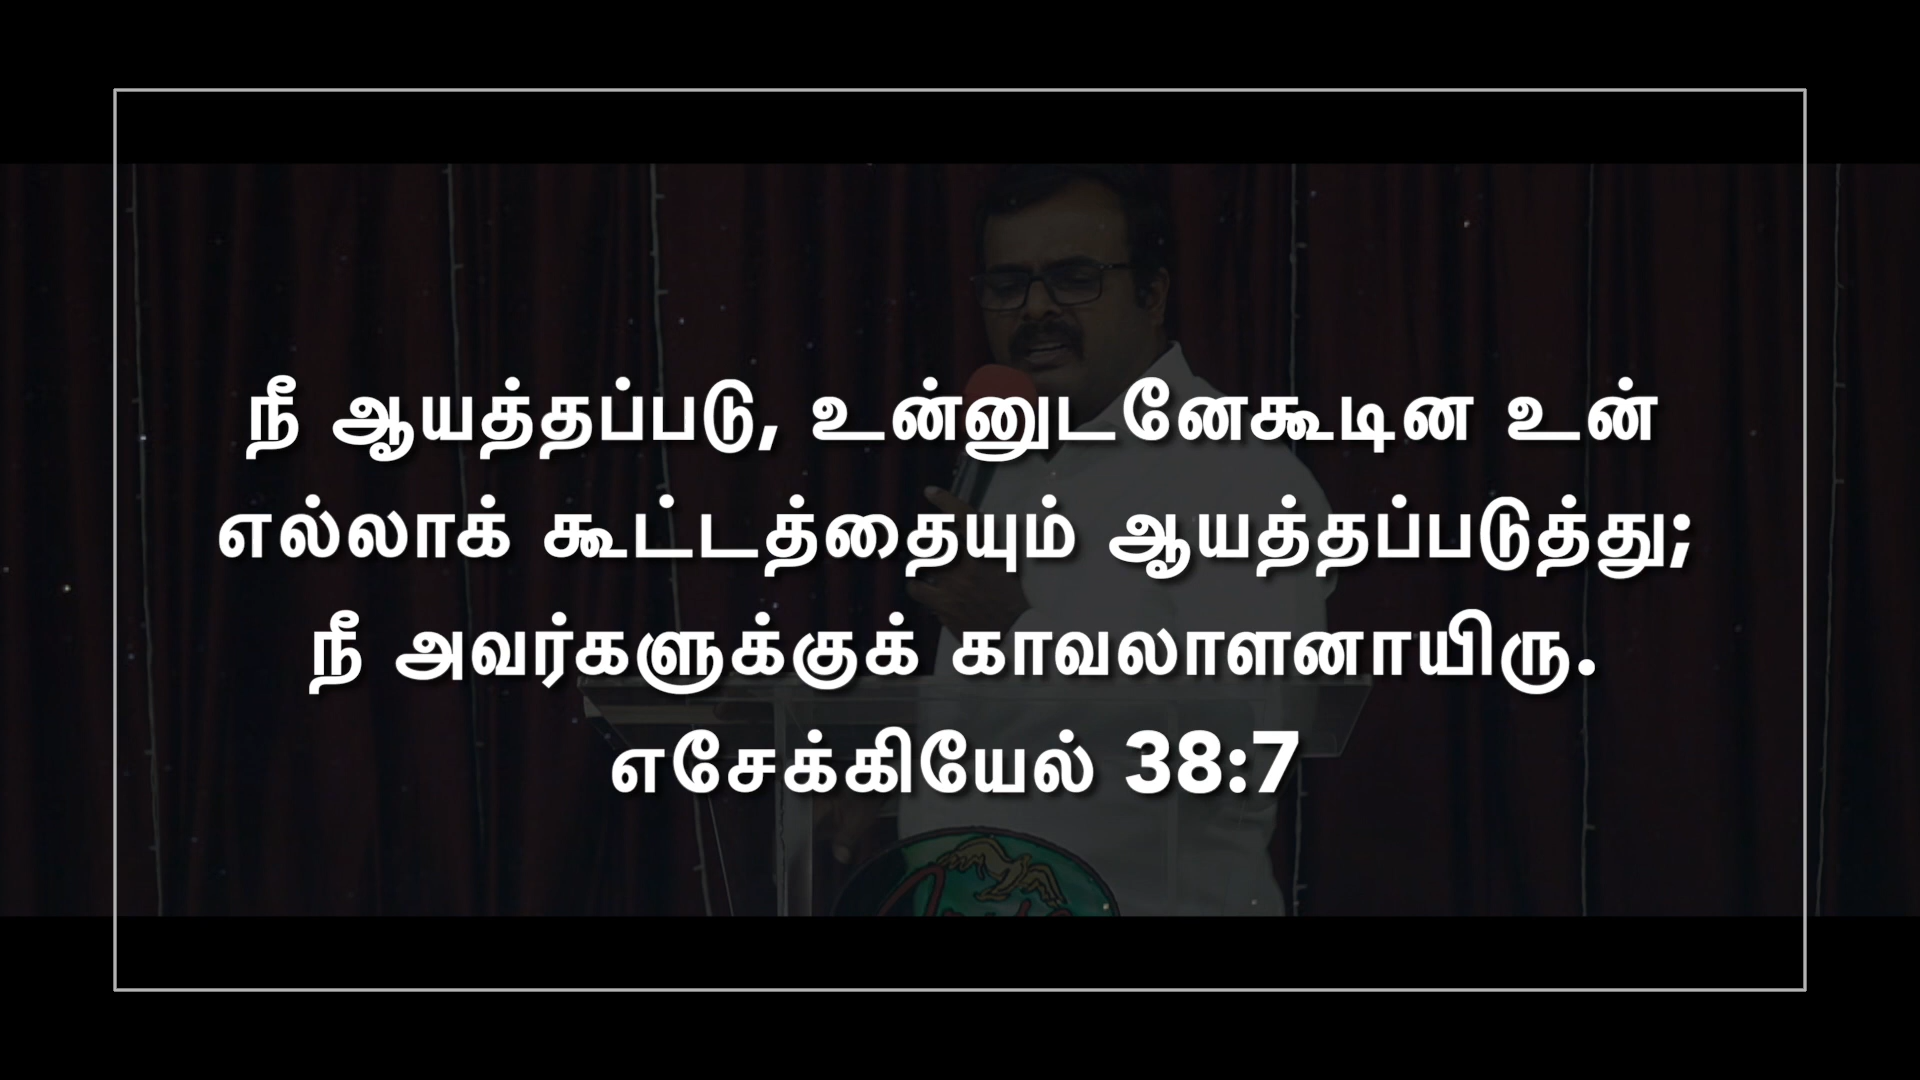 நீ ஆயத்தப்படு, உன்னுடனேகூடின உன்
எல்லாக் கூட்டத்தையும் ஆயத்தப்படுத்து;
நீ அவர்களுக்குக் காவலாளனாயிரு.
எசேக்கியேல் 38:7